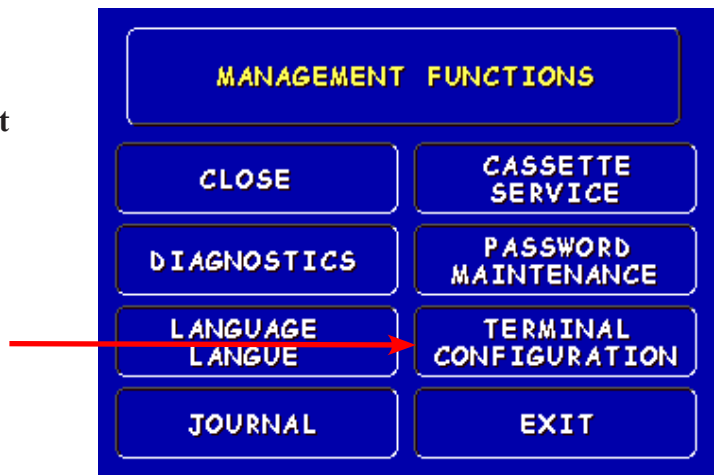 MANAGEMENT FUNCTIONS
t
CLOSE
CASSETTE
SERVICE
DIAGNOSTICS
PASSWORD
MAINTENANCE
LANGUAGE
LANGUE
TERMINAL
CONFIGURATION
JOURNAL
EXIT